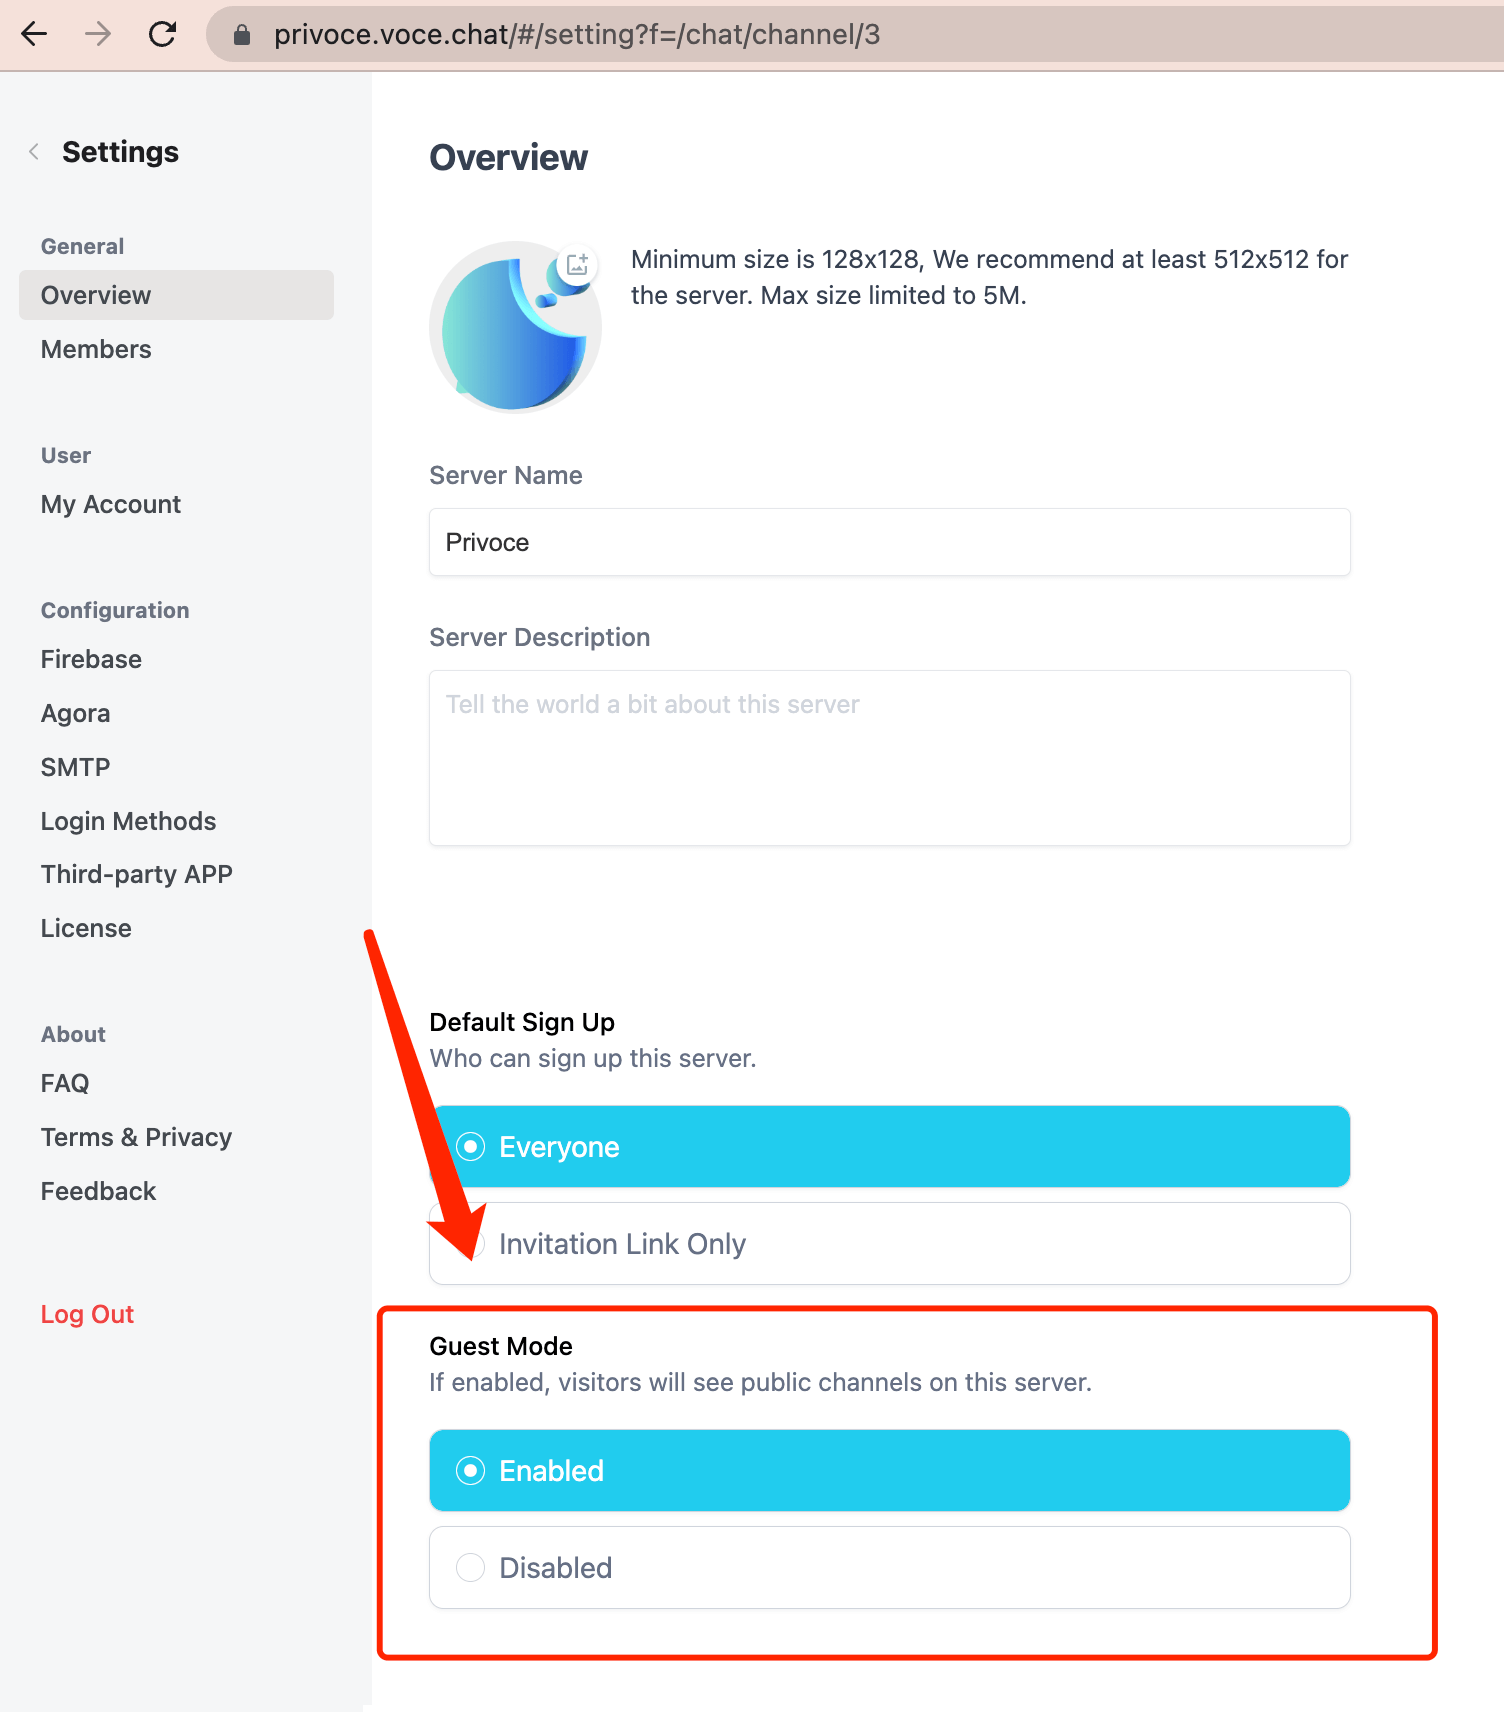 privoce.voce.chat/#/setting?f=/chat/channel/3
Settings
General
Overview
Members
User
My Account
Configuration
Firebase
Agora
SMTP
Login Methods
Third-party APP
License
About
FAQ
Terms & Privacy
Feedback
Log Out
Overview
Minimum size is 128x128, We recommend at least 512x512 for
the server. Max size limited to 5M.
Server Name
Privoce
Server Description
Tell the world a bit about this server
Default Sign Up
Who can sign up this server.
Everyone
Invitation Link Only
Guest Mode
If enabled, visitors will see public channels on this server.
Enabled
Disabled